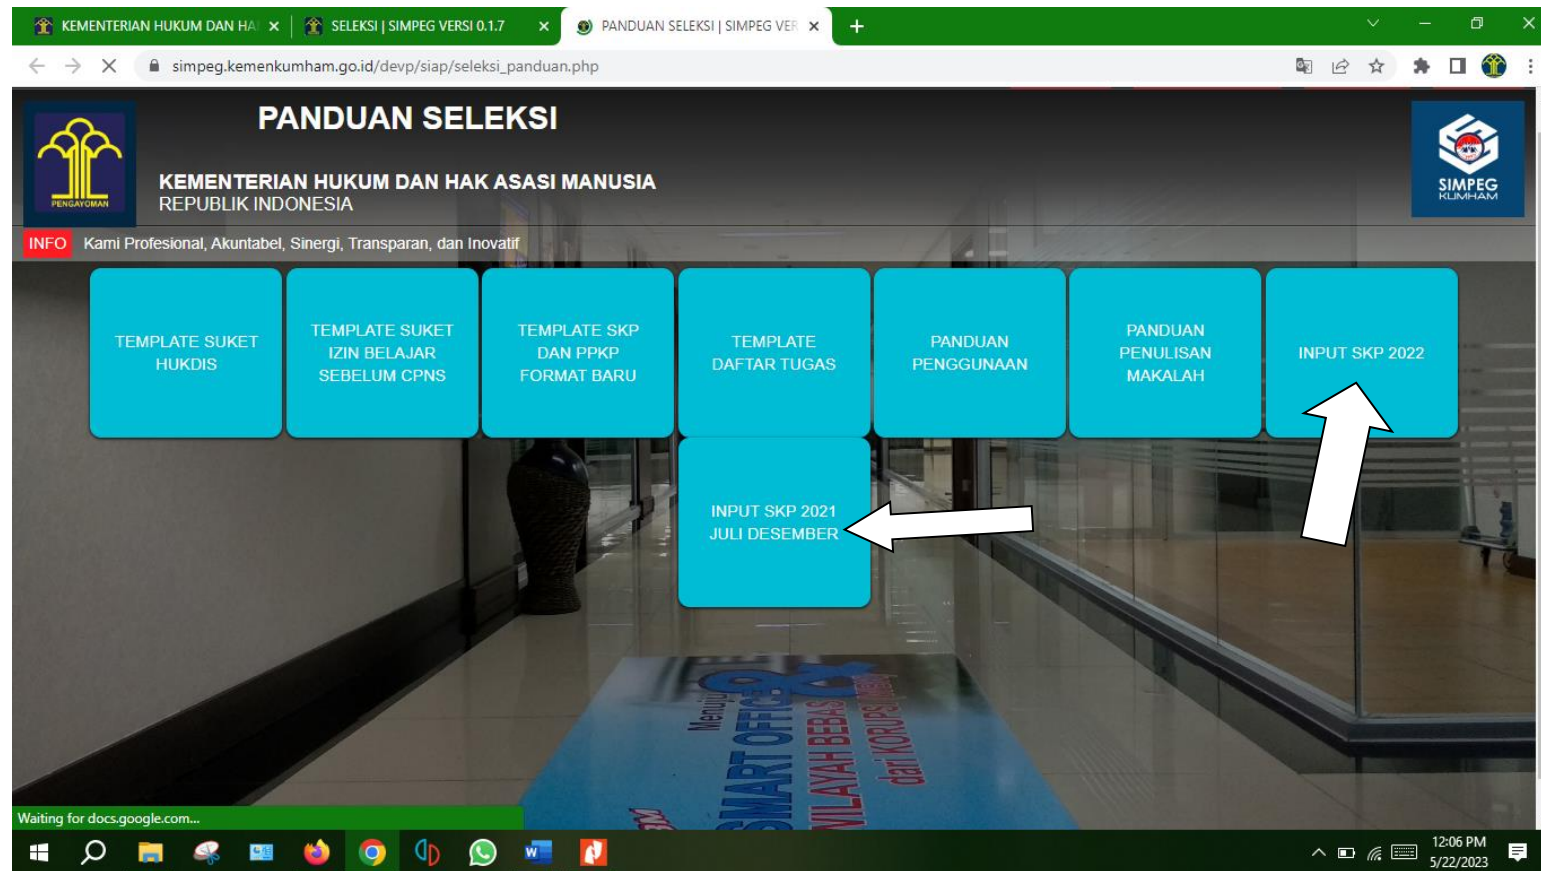 KEMENTERIAN HUKUM DAN HA
SELEKSI | SIMPEG VERSI 0.1.7
PANDUAN SELEKSI | SIMPEG VER
simpeg.kemenkumham.go.id/devp/siap/seleksi_panduan.php
PANDUAN SELEKSI
KEMENTERIAN HUKUM DAN HAK ASASI MANUSIA
REPUBLIK INDONESIA
PENGAYOMAN
SIMPEG
KUMHAM
INFO Kami Profesional, Akuntabel, Sinergi, Transparan, dan Inovatif
TEMPLATE SUKET
HUKDIS
TEMPLATE SUKET
IZIN BELAJAR
SEBELUM CPNS
TEMPLATE SKP
DAN PPKP
FORMAT BARU
TEMPLATE
DAFTAR TUGAS
PANDUAN
PENGGUNAAN
PANDUAN
PENULISAN
MAKALAH
INPUT SKP 2022
INPUT SKP 2021
JULI DESEMBER
Menuju
SMART OFFICE &
WILAYAH BEBAS
dari KORUPSI
Waiting for docs.google.com...
12:06 PM
5/22/2023